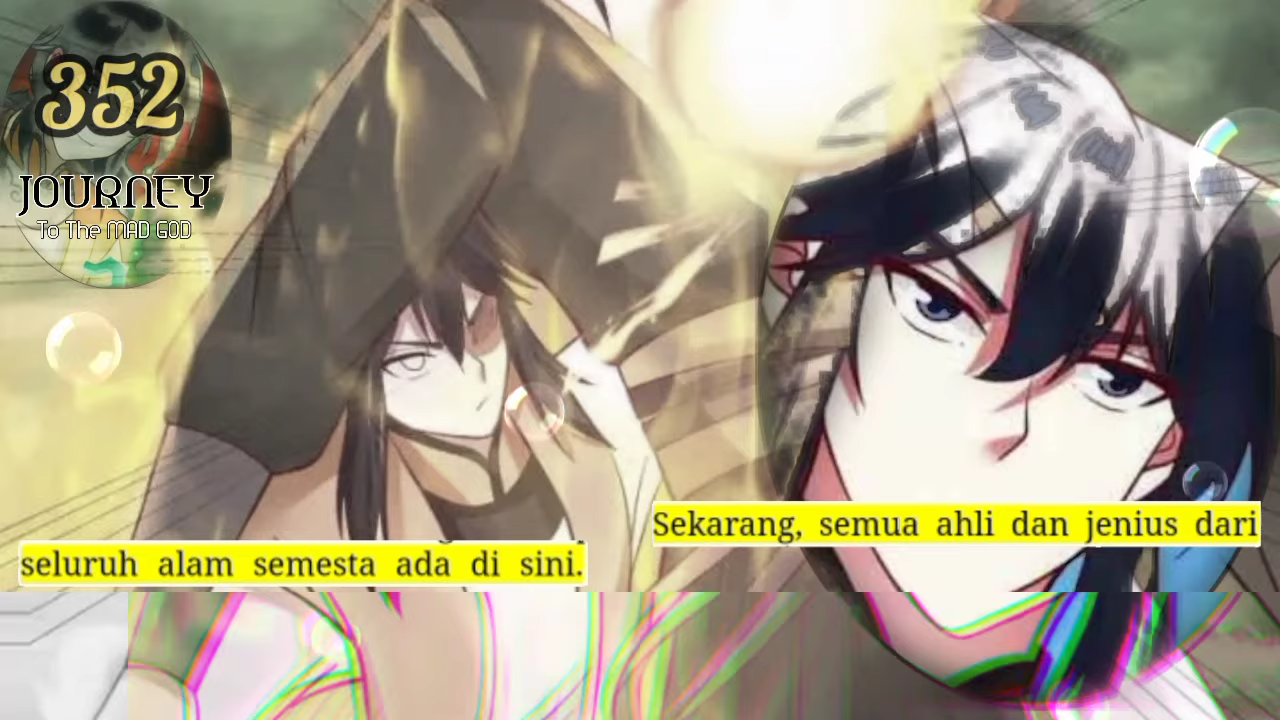 352
JOURNEY
To The MAD GOD
Sekarang, semua ahli dan jenius dari
seluruh alam semesta ada di sini.